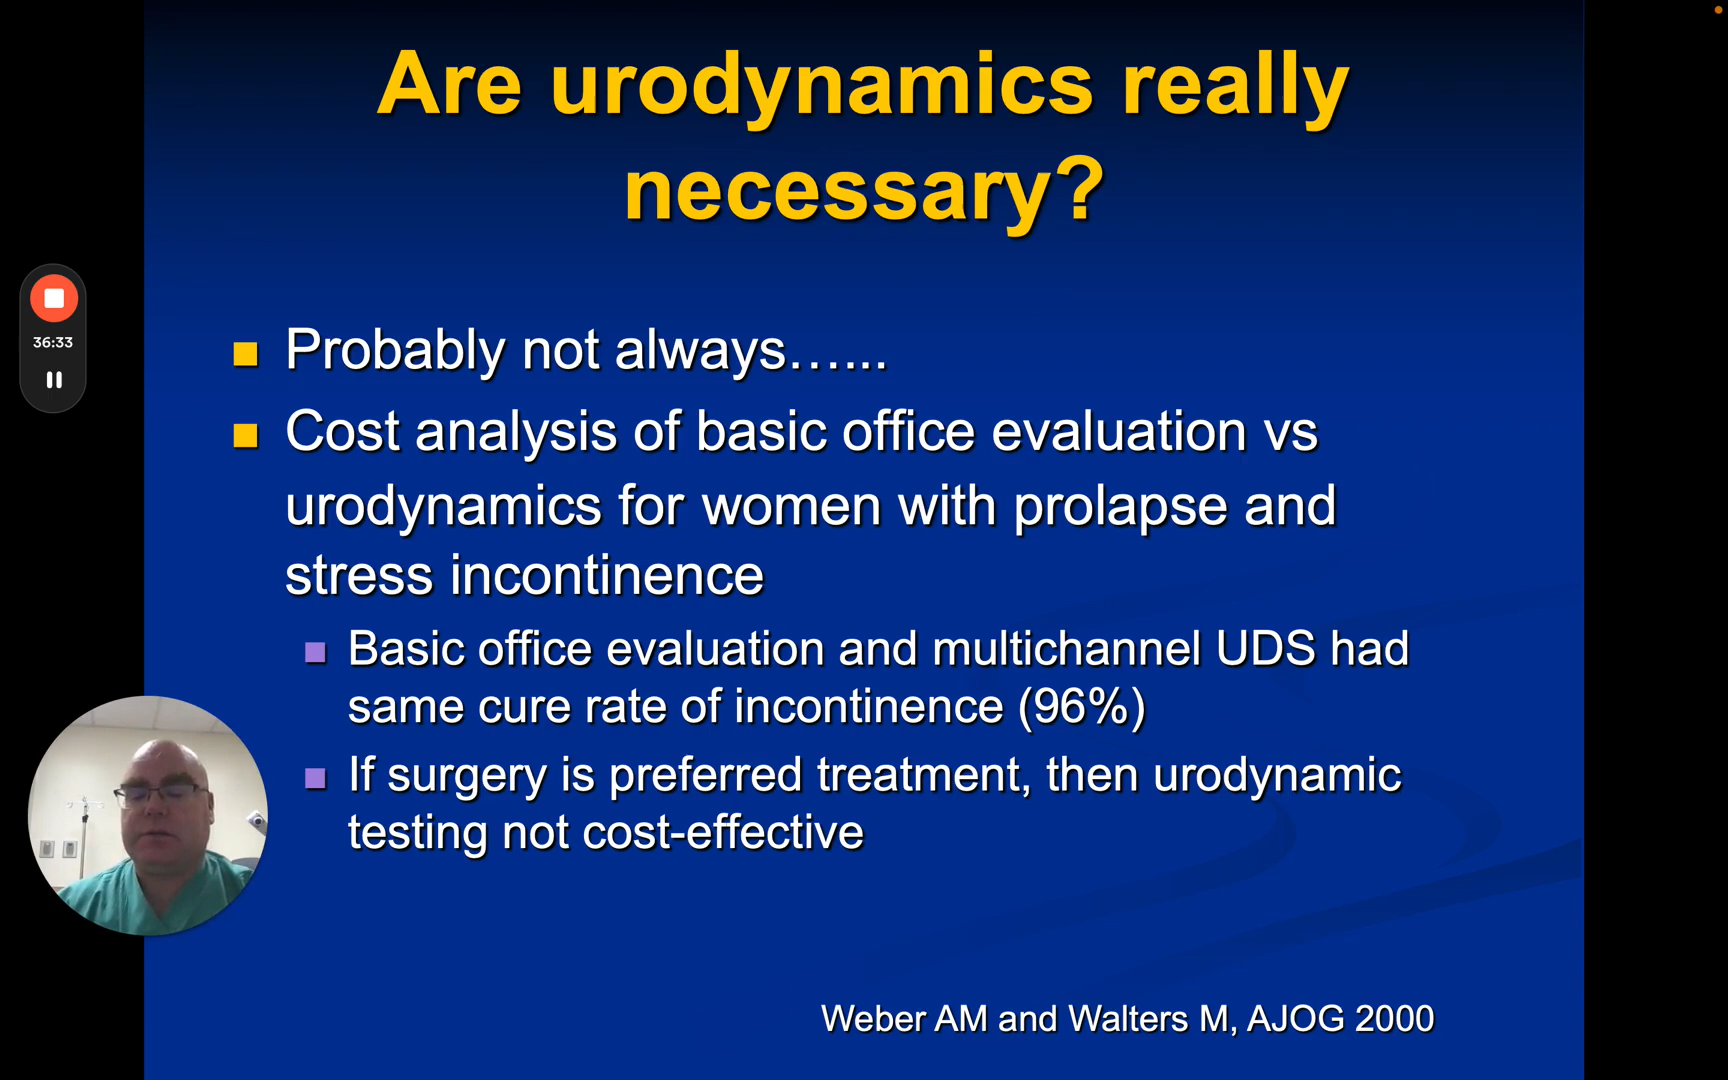 Are urodynamics really
necessary?
36:33
Probably not always…...
Cost analysis of basic office evaluation vs
urodynamics for women with prolapse and
stress incontinence
Basic office evaluation and multichannel UDS had
same cure rate of incontinence (96%)
If surgery is preferred treatment, then urodynamic
testing not cost-effective
Weber AM and Walters M, AJOG 2000